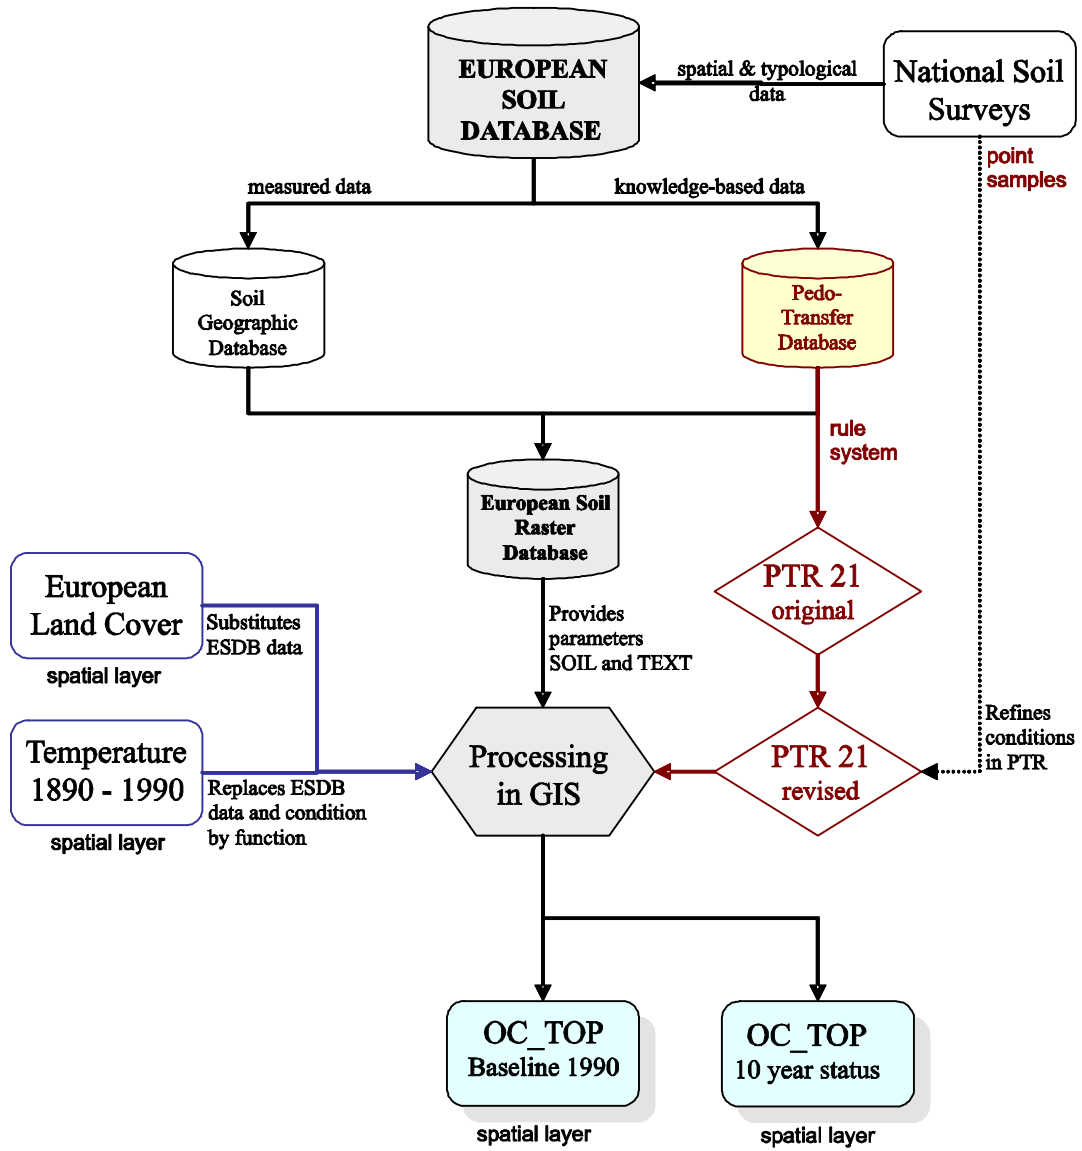 EUROPEAN
SOIL
DATABASE
spatial & typological
data
National Soil
Surveys
point
samples
measured data
knowledge-based data
Soil
Geographic
Database
Pedo-
Transfer
Database
rule
system
European Soil
Raster
Database
PTR 21
original
European
Land Cover
spatial layer
Substitutes
ESDB data
Provides
parameters
SOIL and TEXT
Temperature
1890 - 1990
spatial layer
Replaces ESDB
data and condition
by function
Processing
in GIS
PTR 21
revised
Refines
conditions
in PTR
OC_TOP
Baseline 1990
spatial layer
OC_TOP
10 year status
spatial layer